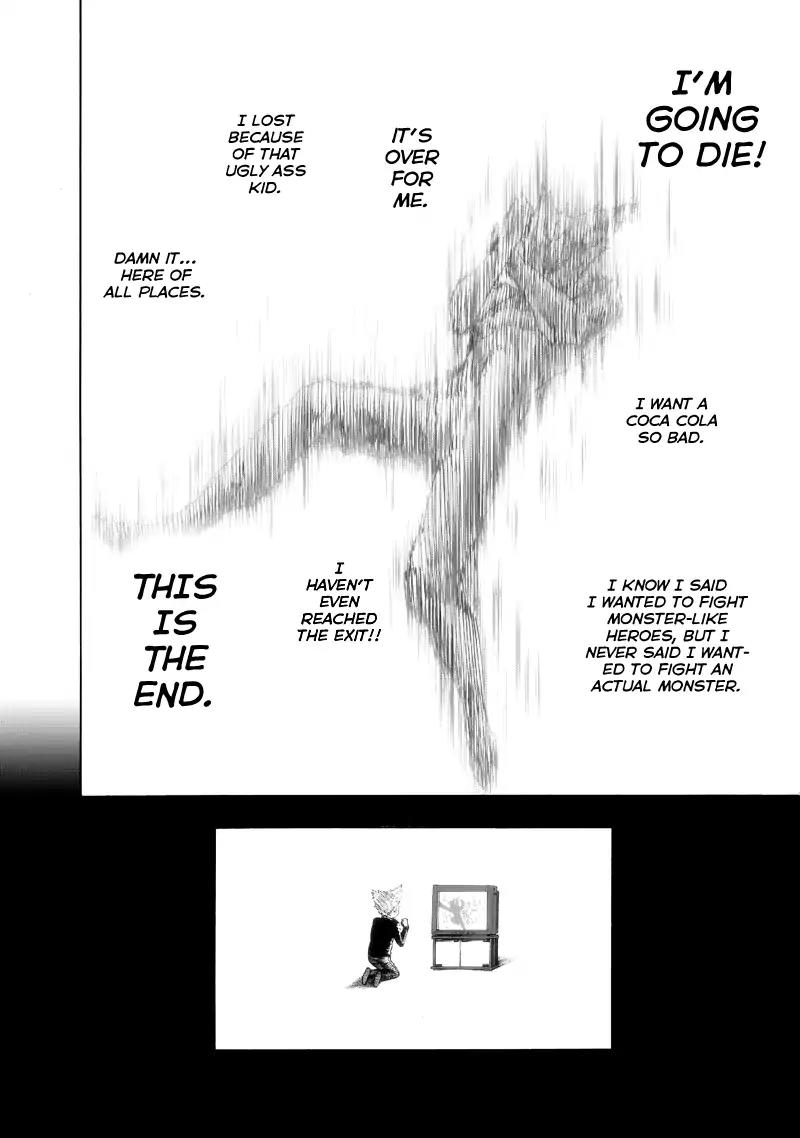 I'M
GOING
TO DIE!
IT'S
OVER
FOR
ME.
I LOST
BECAUSE
OF THAT
UGLY ASS
KID.
DAMN IT...
HERE OF
ALL PLACES.
I WANT A
COCA COLA
SO BAD.
I KNOW I SAID
I WANTED TO FIGHT
MONSTER-LIKE
HEROES, BUT I
NEVER SAID I WANT-
ED TO FIGHT AN
ACTUAL MONSTER.
I
HAVEN'T
EVEN
REACHED
THE EXIT!!
THIS
IS
THE
END.